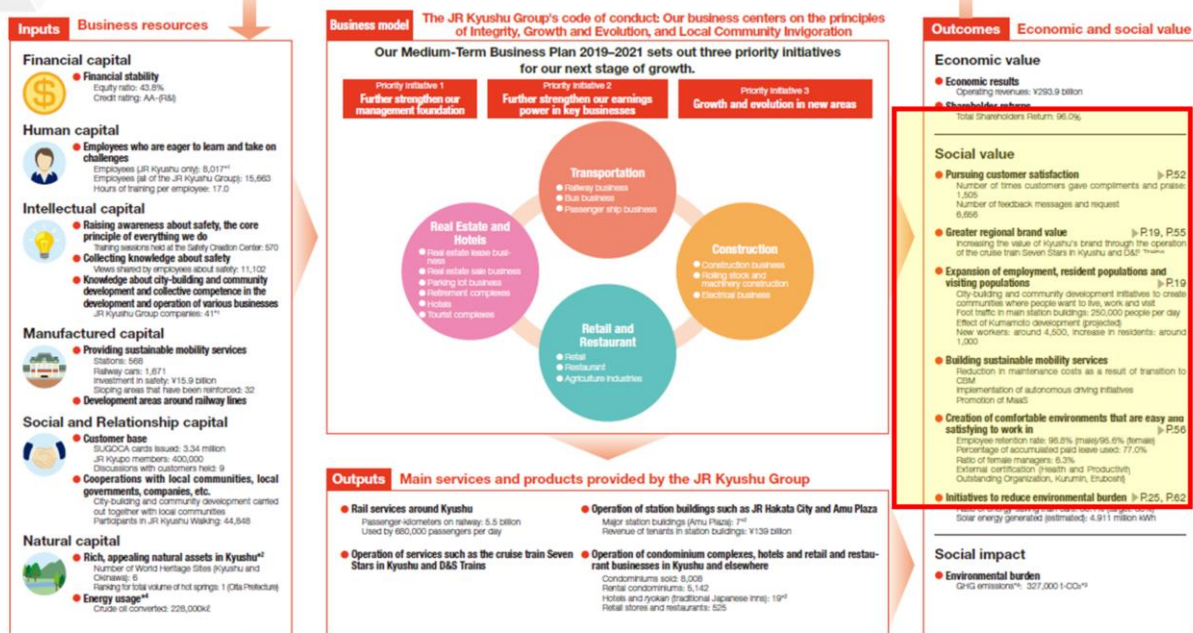 Inputs Business resources
Financial capital
Financial stability
Equity ratio: 43.8%
Credit rating: AA-(R&I)
Human capital
Employees who are eager to learn and take on
challenges
Employees (JR Kyushu only): 8,017*1
Employees (all of the JR Kyushu Group): 15,663
Hours of training per employee: 17.0
Intellectual capital
Raising awareness about safety, the core
principle of everything we do
Training sessions held at the Safety Creation Center: 570
Collecting knowledge about safety
Views shared by employees about safety: 11,102
Knowledge about city-building and community
development and collective competence in the
development and operation of various businesses
JR Kyushu Group companies: 41
Manufactured capital
Providing sustainable mobility services
Stations: 568
Railway cars: 1,671
Investment in safety: ¥15.9 billion
Sloping areas that have been reinforced: 32
Development areas around railway lines
Social and Relationship capital
Customer base
SUGOCA cards issued: 3.34 million
JR Kyupo members: 400,000
Discussions with customers held: 9
Cooperations with local communities, local
governments, companies, etc.
City-building and community development carried
out together with local communities
Participants in JR Kyushu Walking: 44,848
Natural capital
Rich, appealing natural assets in Kyushu*2
Number of World Heritage Sites (Kyushu and
Okinawa): 6
Ranking for total volume of hot springs: 1 (Oita Prefecture)
Energy usage*4
Crude oil converted: 228,000kℓ
Business model The JR Kyushu Group's code of conduct: Our business centers on the principles
of Integrity, Growth and Evolution, and Local Community Invigoration
Our Medium-Term Business Plan 2019–2021 sets out three priority initiatives
for our next stage of growth.
Priority Initiative 1
Further strengthen our
management foundation
Priority Initiative 2
Further strengthen our earnings
power in key businesses
Priority Initiative 3
Growth and evolution in new areas
Transportation
Railway business
Bus business
Passenger ship business
Real Estate and
Hotels
Real estate lease busi-
ness
Real estate sale business
Parking lot business
Retirement complexes
Hotels
Tourist complexes
Construction
Construction business
Rolling stock and
machinery construction
Electrical business
Retail and
Restaurant
Retail
Restaurant
Agriculture industries
Outputs Main services and products provided by the JR Kyushu Group
Rail services around Kyushu
Passenger-kilometers on railway: 5.5 billion
Used by 680,000 passengers per day
Operation of services such as the cruise train Seven
Stars in Kyushu and D&S Trains
Operation of station buildings such as JR Hakata City and Amu Plaza
Major station buildings (Amu Plaza): 7*2
Revenue of tenants in station buildings: ¥139 billion
Operation of condominium complexes, hotels and retail and restau-
rant businesses in Kyushu and elsewhere
Condominiums sold: 8,008
Rental condominiums: 5,142
Hotels and ryokan (traditional Japanese inns): 19*2
Retail stores and restaurants: 525
Outcomes Economic and social value
Economic value
Economic results
Operating revenues: ¥293.9 billion
Shareholder returns
Total Shareholders Return: 96.0%
Social value
Pursuing customer satisfaction P.52
Number of times customers gave compliments and praise:
1,505
Number of feedback messages and request
6,656
Greater regional brand value P.19, P.55
Increasing the value of Kyushu's brand through the operation
of the cruise train Seven Stars in Kyushu and D&S Trains
Expansion of employment, resident populations and
visiting populations P.19
City-building and community development initiatives to create
communities where people want to live, work and visit
Foot traffic in main station buildings: 250,000 people per day
Effect of Kumamoto development (projected)
New workers: around 4,500, Increase in residents: around
1,000
Building sustainable mobility services
Reduction in maintenance costs as a result of transition to
CBM
Implementation of autonomous driving initiatives
Promotion of MaaS
Creation of comfortable environments that are easy and
satisfying to work in P.56
Employee retention rate: 96.8% (male)/95.6% (female)
Percentage of accumulated paid leave used: 77.0%
Ratio of female managers: 6.3%
External certification (Health and Productivity
Outstanding Organization, Kurumin, Eruboshi)
Initiatives to reduce environmental burden P.25, P.62
Solar energy generated (estimated): 4.911 million kWh
Social impact
Environmental burden
GHG emissions: 327,000 t-CO₂